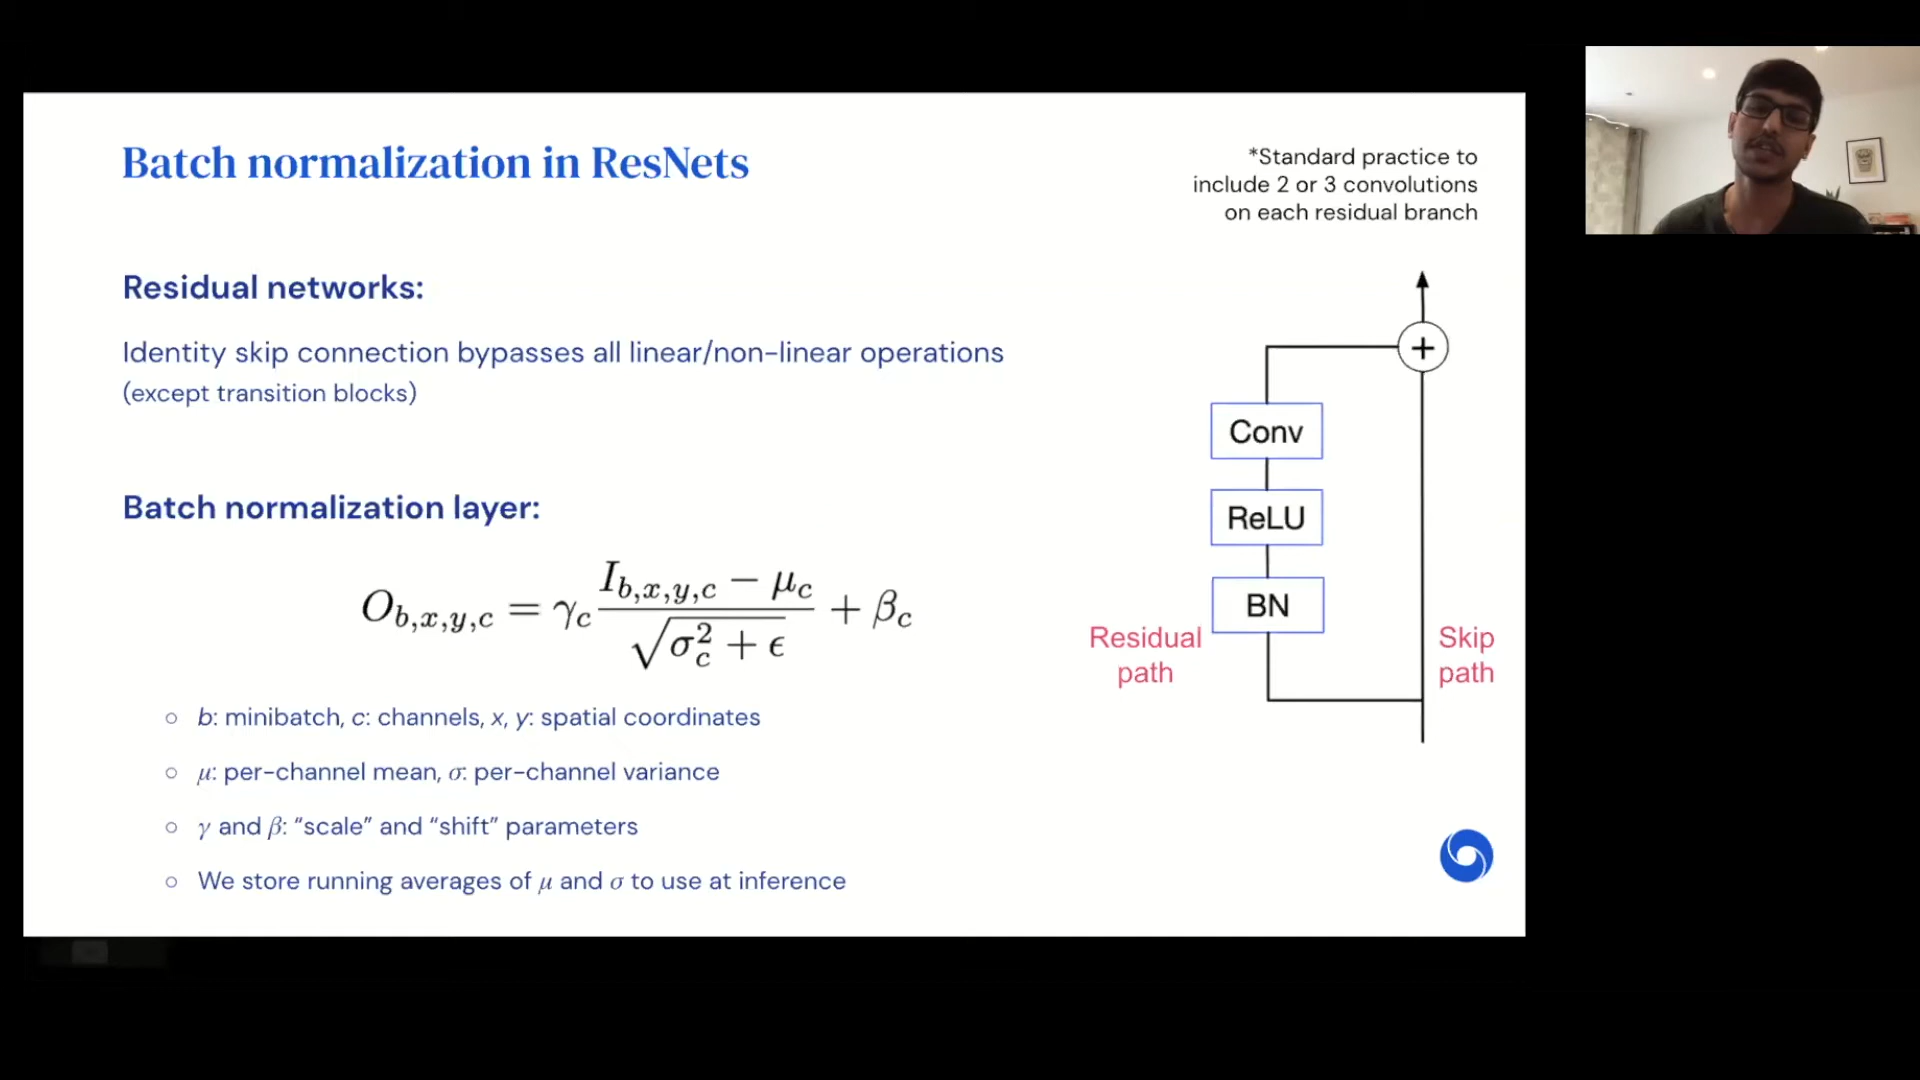 Batch normalization in ResNets
*Standard practice to
include 2 or 3 convolutions
on each residual branch
Residual networks:
Identity skip connection bypasses all linear/non-linear operations
(except transition blocks)
Batch normalization layer:
O_{b,x,y,c} = γ_c \frac{I_{b,x,y,c} − μ_c}{\sqrt{σ_c^2 + ϵ}} + β_c
b: minibatch, c: channels, x, y: spatial coordinates
μ: per-channel mean, σ: per-channel variance
γ and β: “scale” and “shift” parameters
We store running averages of μ and σ to use at inference
+
Conv
ReLU
BN
Residual
path
Skip
path